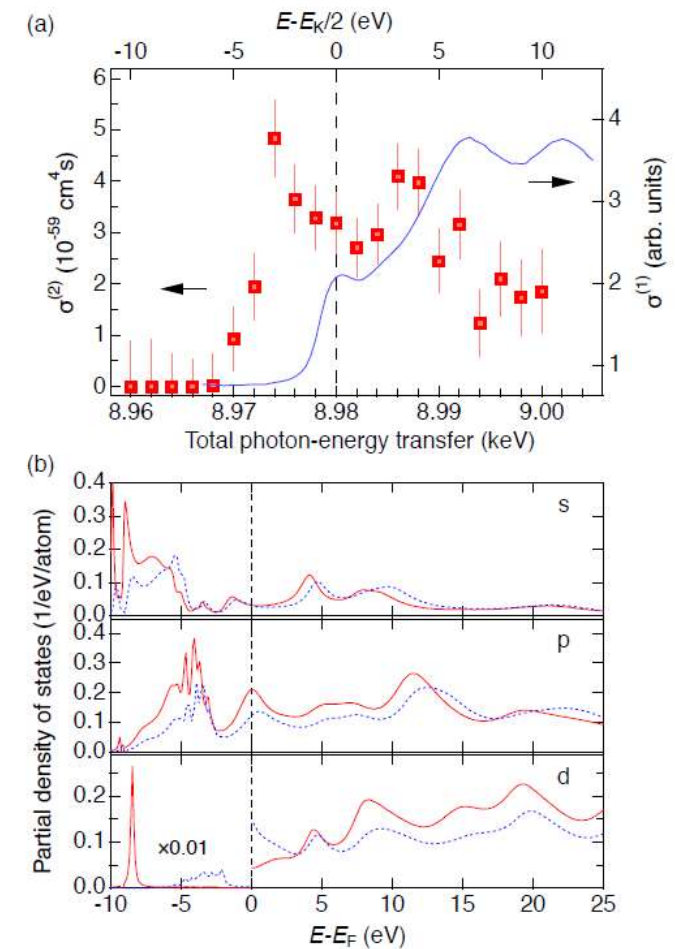 (a)
E-E_K/2 (eV)
-10 -5 0 5 10
6
5
4
3
2
1
0
σ^(2) (10^-59 cm^4 s)
4
3
2
1
σ^(1) (arb. units)
8.96 8.97 8.98 8.99 9.00
Total photon-energy transfer (keV)
(b)
Partial density of states (1/eV/atom)
0.4
0.3
0.2
0.1
0.0
s
0.4
0.3
0.2
0.1
0.0
p
0.2
0.1
0.0
d
×0.01
-10 -5 0 5 10 15 20 25
E-E_F (eV)